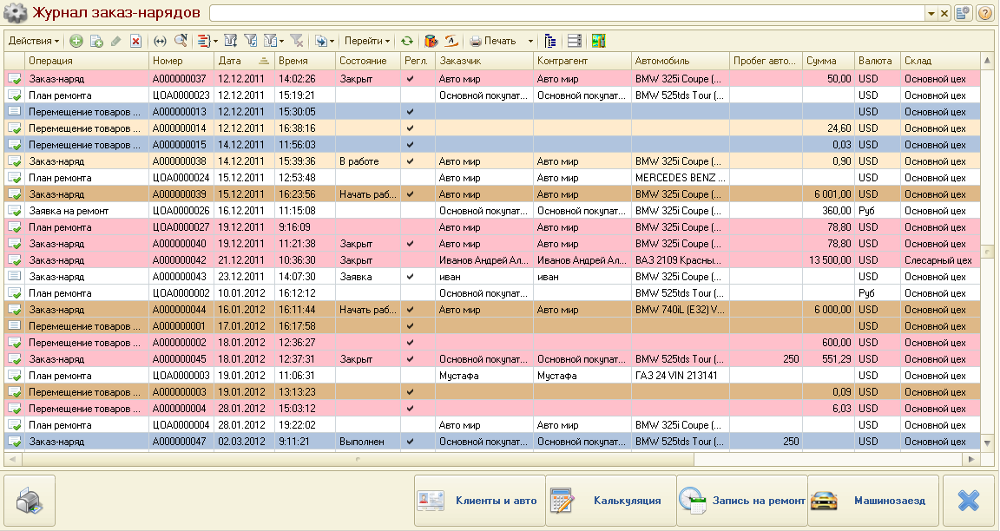 Журнал заказ-нарядов
Действия Перейти Печать
Операция Номер Дата Время Состояние Регл. Заказчик Контрагент Автомобиль Пробег авто... Сумма Валюта Склад
Заказ-наряд А000000037 12.12.2011 14:02:26 Закрыт Авто мир Авто мир BMW 325i Coupe (... 50,00 USD Основной цех
План ремонта ЦОА0000023 12.12.2011 15:19:21 Основной покупат... Основной покупат... BMW 525tds Tour (... USD Основной цех
Перемещение товаров ... А000000013 12.12.2011 15:30:05 USD Основной цех
Перемещение товаров ... А000000014 12.12.2011 16:38:16 24,60 USD Основной цех
Перемещение товаров ... А000000015 14.12.2011 11:56:03 0,03 USD Основной цех
Заказ-наряд А000000038 14.12.2011 15:39:36 В работе Авто мир Авто мир BMW 325i Coupe (... 0,90 USD Основной цех
План ремонта ЦОА0000024 15.12.2011 12:53:48 Авто мир Авто мир MERCEDES BENZ ... USD Основной цех
Заказ-наряд А000000039 15.12.2011 16:23:56 Начать раб... Авто мир Авто мир BMW 325i Coupe (... 6 001,00 USD Основной цех
Заявка на ремонт ЦОА0000026 16.12.2011 11:15:08 Основной покупат... Основной покупат... BMW 325i Coupe (... 360,00 Руб Основной цех
План ремонта ЦОА0000027 19.12.2011 9:16:09 Авто мир Авто мир BMW 325i Coupe (... 78,80 USD Основной цех
Заказ-наряд А000000040 19.12.2011 11:21:38 Закрыт Авто мир Авто мир BMW 325i Coupe (... 78,80 USD Основной цех
Заказ-наряд А000000042 21.12.2011 10:36:30 Закрыт Иванов Андрей Ал... Иванов Андрей Ал... ВАЗ 2109 Красны... 13 500,00 USD Слесарный цех
Заказ-наряд А000000043 23.12.2011 14:07:30 Заявка иван иван BMW 325i Coupe (... USD Основной цех
План ремонта ЦОА0000002 10.01.2012 16:12:12 Основной покупат... BMW 525tds Tour (... Руб Основной цех
Заказ-наряд А000000044 16.01.2012 16:11:44 Начать раб... Авто мир Авто мир BMW 740iL (E32) V... 6 000,00 USD Основной цех
Перемещение товаров ... А000000001 17.01.2012 16:17:58 USD Основной цех
Перемещение товаров ... А000000002 18.01.2012 12:36:27 600,00 USD Основной цех
Заказ-наряд А000000045 18.01.2012 12:37:31 Закрыт Основной покупат... Основной покупат... BMW 525tds Tour (... 250 551,29 USD Основной цех
План ремонта ЦОА0000003 19.01.2012 11:06:31 Мустафа Мустафа ГАЗ 24 VIN 213141 USD Основной цех
Перемещение товаров ... А000000003 19.01.2012 13:13:23 0,09 USD Основной цех
Перемещение товаров ... А000000004 28.01.2012 15:03:12 6,03 USD Основной цех
План ремонта ЦОА0000004 28.01.2012 19:22:02 Авто мир Авто мир BMW 325i Coupe (... USD Основной цех
Заказ-наряд А000000047 02.03.2012 9:11:21 Выполнен Основной покупат... Основной покупат... BMW 525tds Tour (... 250 USD Основной цех
Клиенты и авто Калькуляция Запись на ремонт Машинозаезд